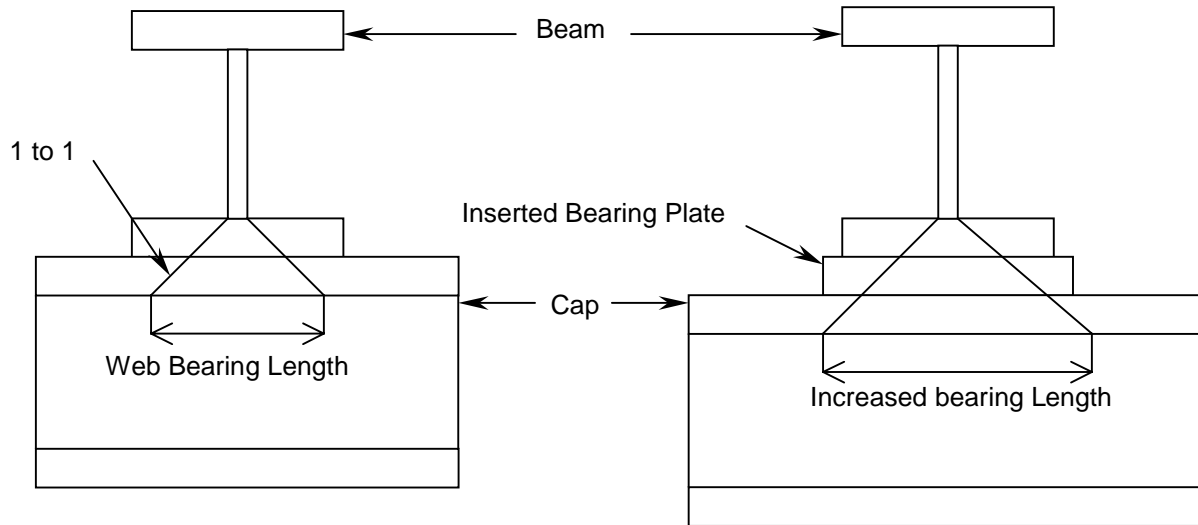 Beam
1 to 1
Inserted Bearing Plate
Cap
Web Bearing Length
Increased bearing Length